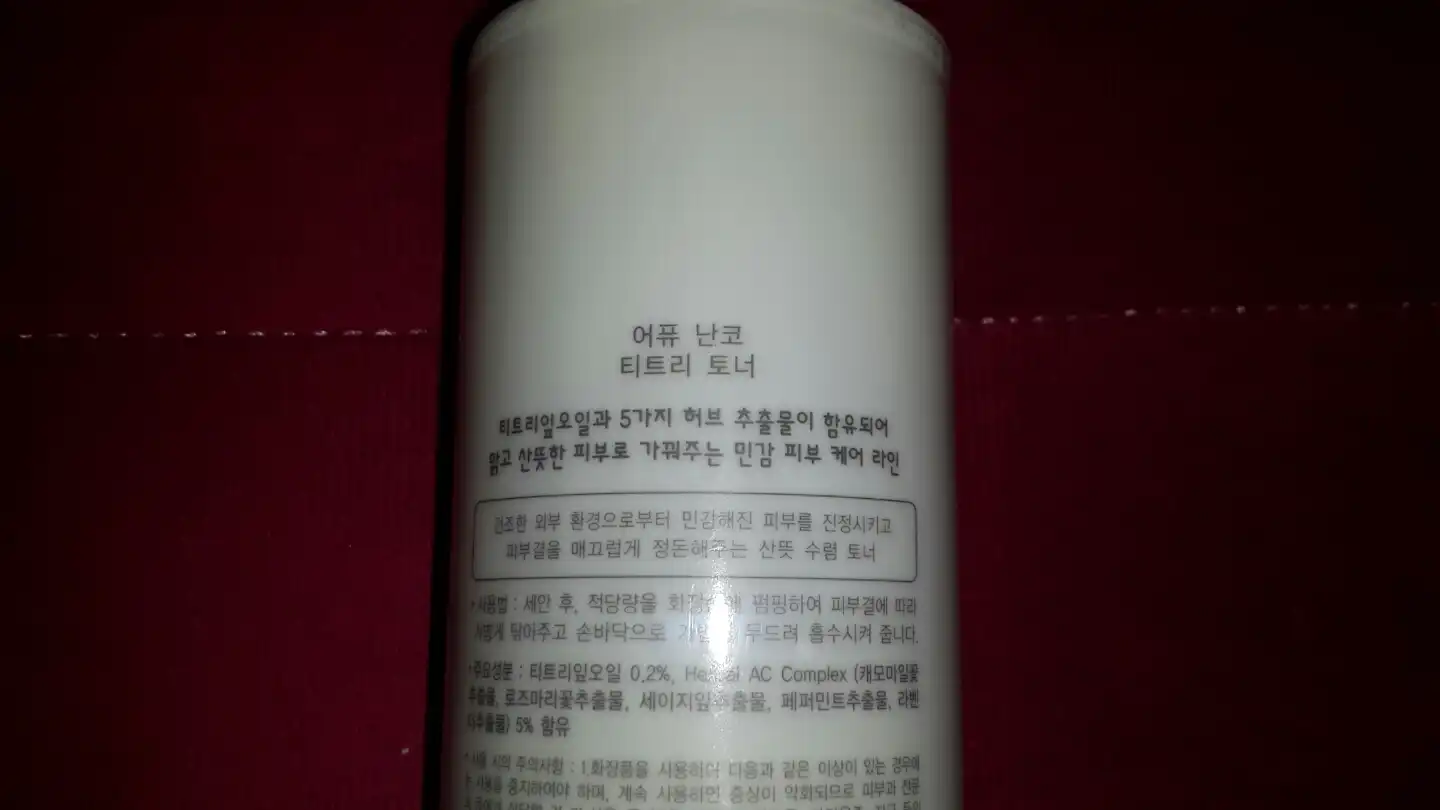 어퓨 난코
티트리 토너
티트리잎오일과 5가지 허브 추출물이 함유되어
맑고 산뜻한 피부로 가꿔주는 민감 피부 케어 라인
건조한 외부 환경으로부터 민감해진 피부를 진정시키고
피부결을 매끄럽게 정돈해주는 산뜻 수렴 토너
사용법 : 세안 후, 적당량을 펌핑하여 피부결에 따라
닦아주고 손바닥으로 두드려 흡수시켜 줍니다.
주요성분 : 티트리잎오일 0.2%, Herbal AC Complex (캐모마일꽃
추출물, 로즈마리꽃추출물, 세이지잎추출물, 페퍼민트추출물, 라벤
더추출물) 5% 함유
사용 시의 주의사항 : 1.화장품을 사용하여 다음과 같은 이상이 있는 경우에
는 사용을 중지하여야 하며, 계속 사용하면 증상이 악화되므로 피부과 전문